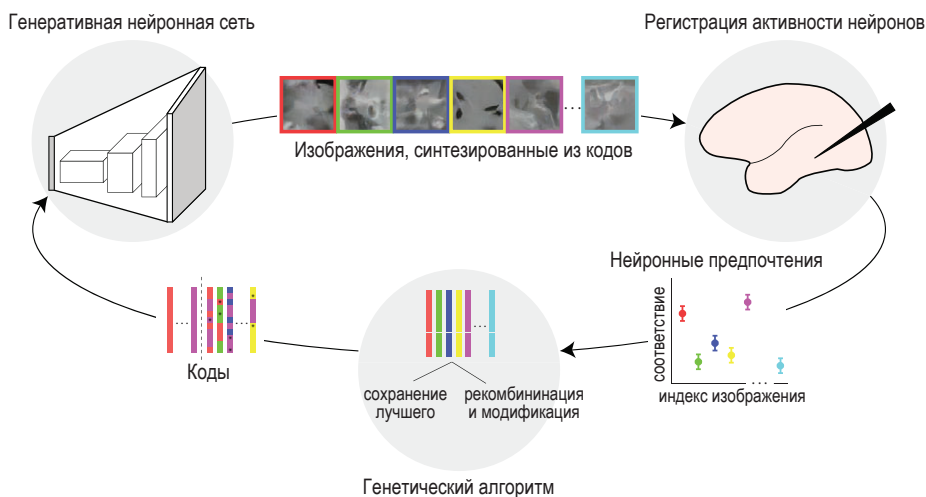 Генеративная нейронная сеть
Регистрация активности нейронов
...
Изображения, синтезированные из кодов
Нейронные предпочтения
соответствие
...
индекс изображения
... ...
Коды
...
сохранение
лучшего
рекомбининация
и модификация
Генетический алгоритм